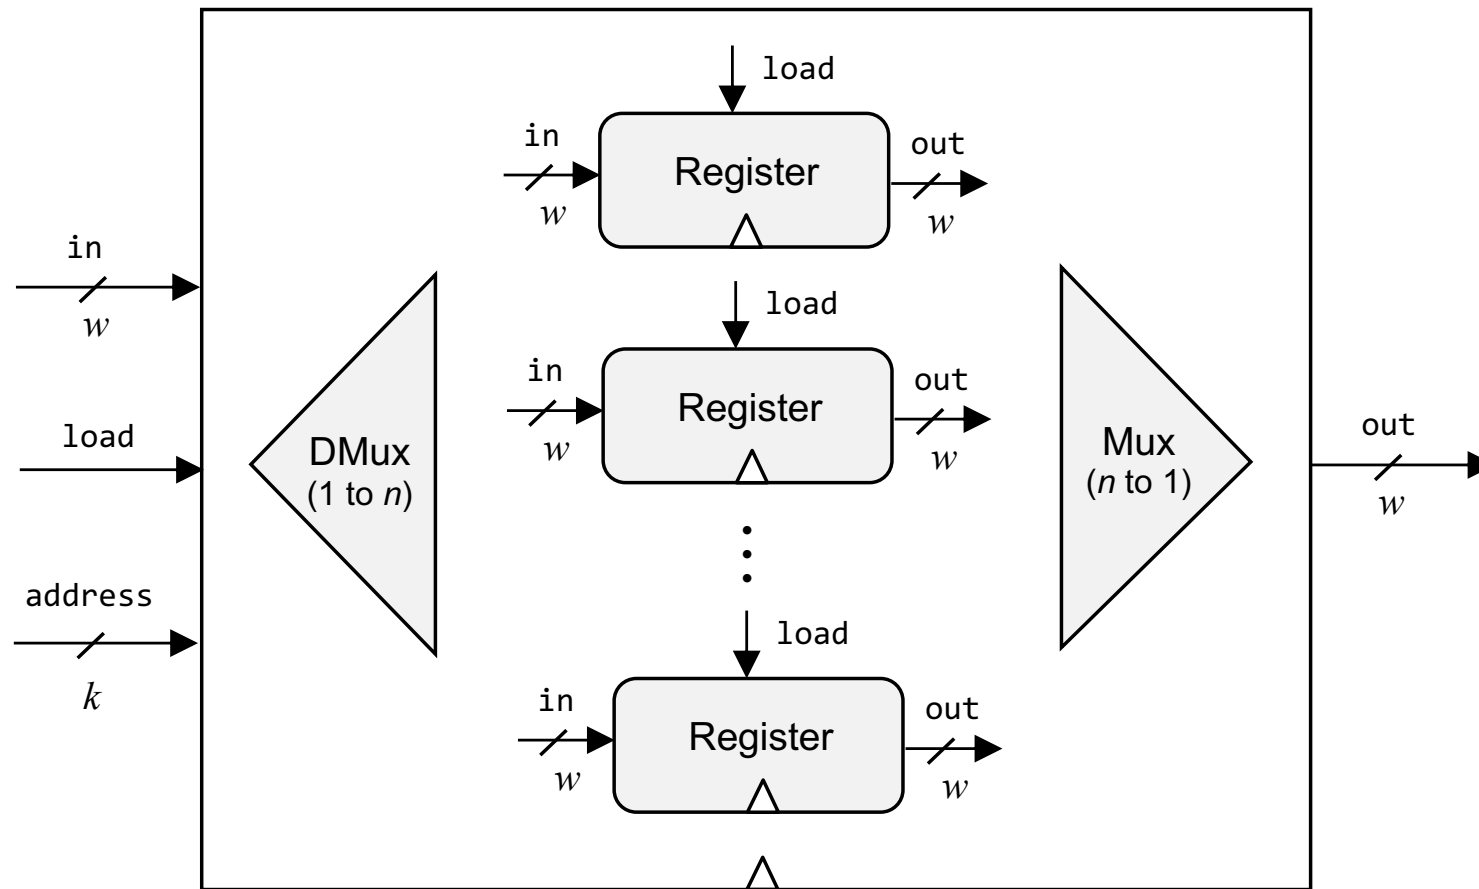 load
in
Register
out
w
w
in
w
load
in
Register
out
w
w
load
DMux
(1 to n)
Mux
(n to 1)
out
w
address
k
load
in
Register
out
w
w